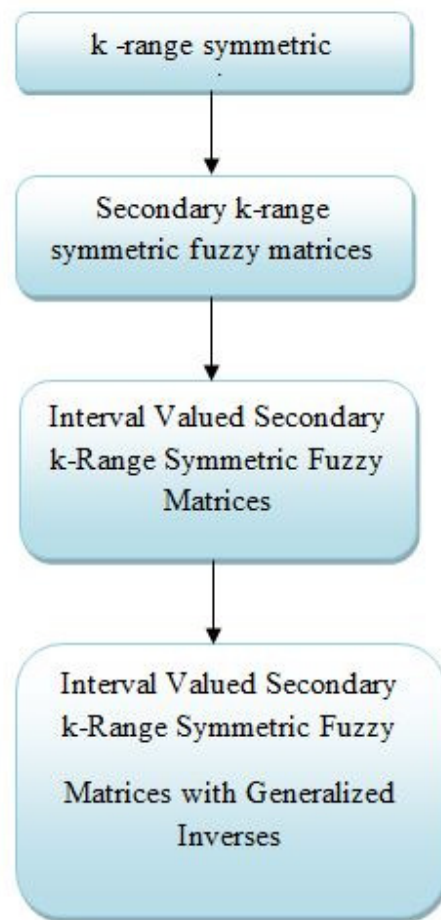 k -range symmetric
.
Secondary k-range
symmetric fuzzy matrices
Interval Valued Secondary
k-Range Symmetric Fuzzy
Matrices
Interval Valued Secondary
k-Range Symmetric Fuzzy
Matrices with Generalized
Inverses